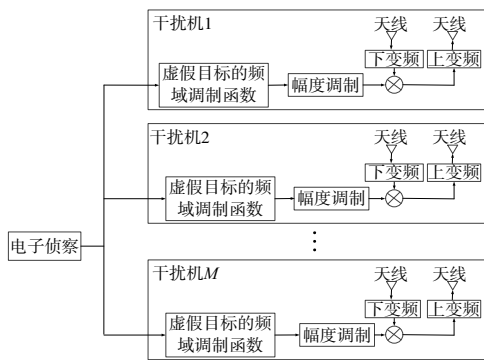 干扰机1
天线
天线
下变频
上变频
虚假目标的频
域调制函数
幅度调制
干扰机2
天线
天线
下变频
上变频
虚假目标的频
域调制函数
幅度调制
电子侦察
干扰机M
天线
天线
下变频
上变频
虚假目标的频
域调制函数
幅度调制